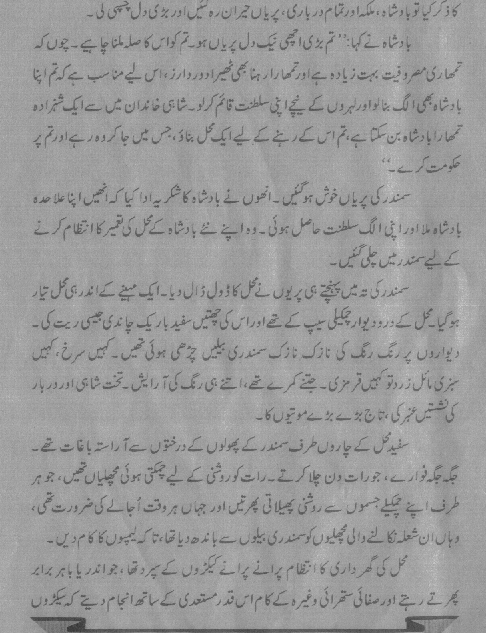 کا ذکر کیا تو بادشاہ، ملکہ اور تمام درباری، پریاں حیران رہ گئیں اور بڑی دل چسپی لی۔
بادشاہ نے کہا: ’’تم بڑی اچھی نیک دل پریاں ہو۔ تم کو اس کا صلہ ملنا چاہیے۔ چوں کہ
تمھاری مصروفیت بہت زیادہ ہے اور تمھارا رہنا بھی ٹھیرا دور دراز، اس لیے مناسب ہے کہ تم اپنا
بادشاہ بھی الگ بنا لو اور لہروں کے نیچے اپنی سلطنت قائم کر لو۔ شاہی خاندان میں سے ایک شہزادہ
تمھارا بادشاہ بن سکتا ہے، تم اس کے رہنے کے لیے ایک محل بناؤ، جس میں جا کر وہ رہے اور تم پر
حکومت کرے۔‘‘
سمندر کی پریاں خوش ہو گئیں۔ انھوں نے بادشاہ کا شکریہ ادا کیا کہ انھیں اپنا علاحدہ
بادشاہ ملا اور اپنی الگ سلطنت حاصل ہوئی۔ وہ اپنے نئے بادشاہ کے محل کی تعمیر کا انتظام کرنے
کے لیے سمندر میں چلی گئیں۔
سمندر کی تہ میں پہنچتے ہی پریوں نے محل کا ڈول ڈال دیا۔ ایک مہینے کے اندر ہی محل تیار
ہو گیا۔ محل کے در و دیوار چمکیلی سیپ کے تھے اور اس کی چھتیں سفید باریک چاندی جیسی ریت کی۔
دیواروں پر رنگ رنگ کی نازک نازک سمندری بیلیں چڑھی ہوئی تھیں۔ کہیں سرخ، کہیں
سبزی مائل زرد تو کہیں قرمزی۔ جتنے کمرے تھے، اتنے ہی رنگ کی آرایش۔ تخت شاہی اور دربار
کی نشستیں عنبر کی، تاج بڑے بڑے موتیوں کا۔
سفید محل کے چاروں طرف سمندر کے پھولوں کے درختوں سے آراستہ باغات تھے۔
جگہ جگہ فوارے، جو رات دن چلا کرتے۔ رات کو روشنی کے لیے چمکتی ہوئی مچھلیاں تھیں، جو ہر
طرف اپنے چمکیلے جسموں سے روشنی پھیلاتی پھرتیں اور جہاں ہر وقت اُجالے کی ضرورت تھی،
وہاں ان شعلہ نکالنے والی مچھلیوں کو سمندری بیلوں سے باندھ دیا تھا، تاکہ لیمپوں کا کام دیں۔
محل کی گھرداری کا انتظام پرانے پرانے کیکڑوں کے سپرد تھا، جو اندر یا باہر برابر
پھرتے رہتے اور صفائی ستھرائی وغیرہ کے کام اس قدر مستعدی کے ساتھ انجام دیتے کہ سیکڑوں